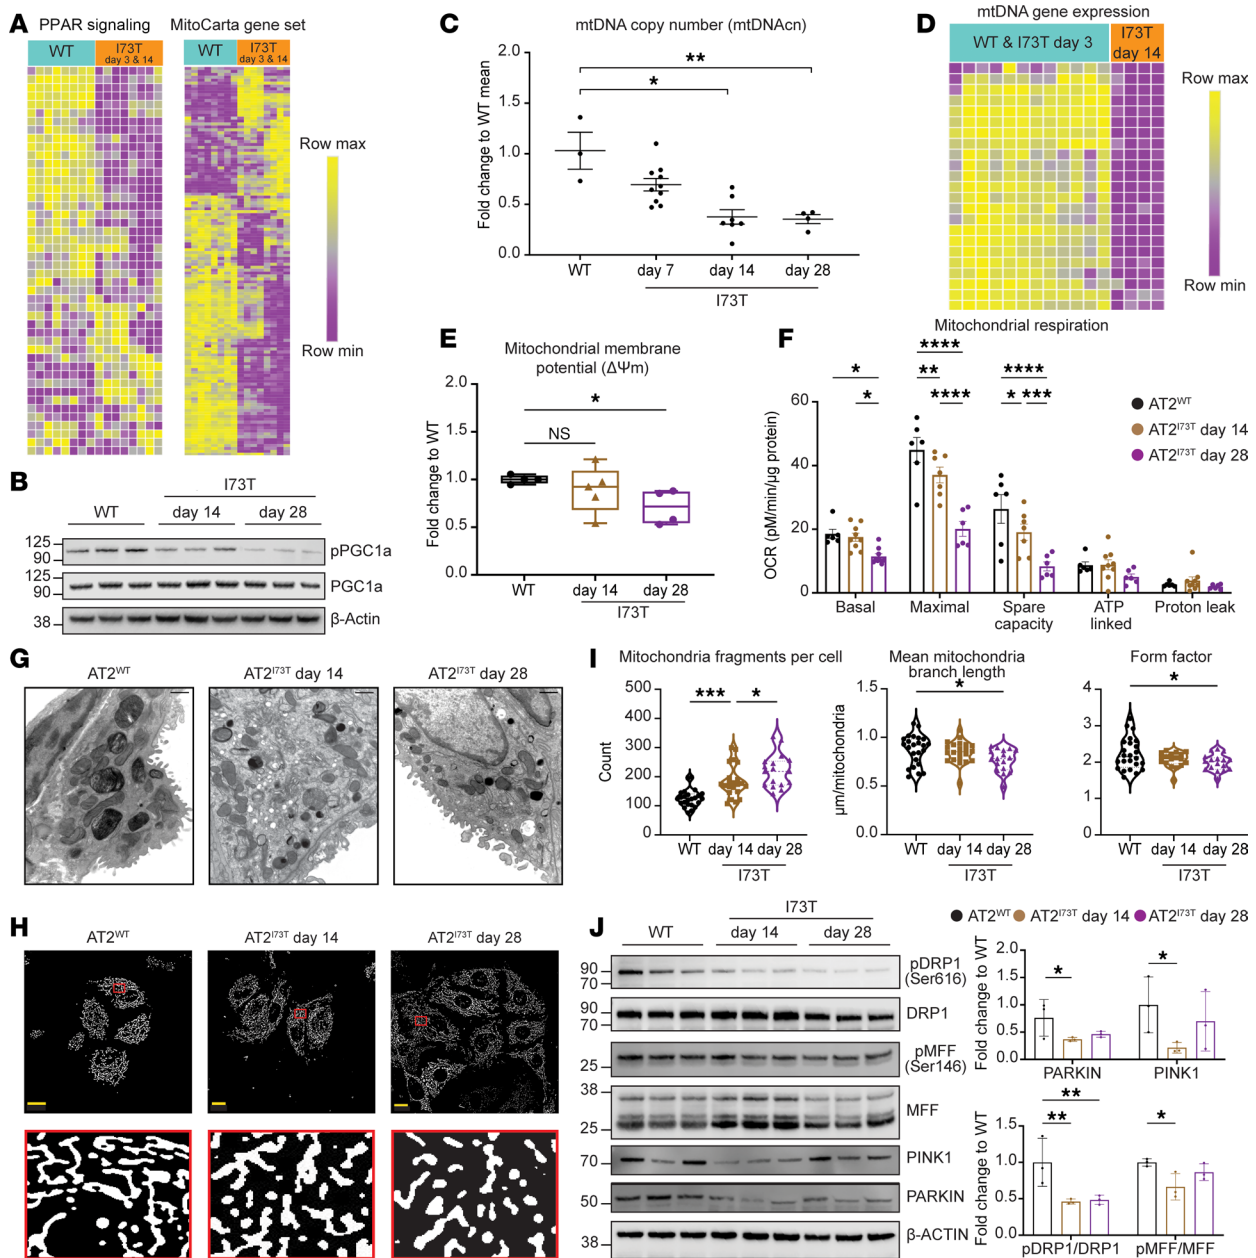 A
PPAR signaling
WT
I73T
day 3 & 14
MitoCarta gene set
WT
I73T
day 3 & 14
Row max
Row min
B
I73T
WT
day 14
day 28
125
90
pPGC1a
125
90
PGC1a
38
β-Actin
C
mtDNA copy number (mtDNAcn)
Fold change to WT mean
2.0
1.5
1.0
0.5
0.0
**
*
WT
day 7
day 14
day 28
I73T
D
mtDNA gene expression
WT & I73T day 3
I73T
day 14
Row max
Row min
E
Mitochondrial membrane
potential (ΔΨm)
Fold change to WT
2.0
1.5
1.0
0.5
0.0
*
NS
WT
day 14
day 28
I73T
F
Mitochondrial respiration
OCR (pM/min/µg protein)
60
40
20
0
*
*
****
**
****
****
*
***
AT2WT
AT2I73T day 14
AT2I73T day 28
Basal
Maximal
Spare
capacity
ATP
linked
Proton leak
G
AT2WT
AT2I73T day 14
AT2I73T day 28
H
AT2WT
AT2I73T day 14
AT2I73T day 28
I
Mitochondria fragments per cell
Count
500
400
300
200
100
0
***
*
WT
day 14
day 28
I73T
Mean mitochondria
branch length
µm/mitochondria
1.5
1.0
0.5
0.0
*
WT
day 14
day 28
I73T
Form factor
4
3
2
1
0
*
WT
day 14
day 28
I73T
J
I73T
WT
day 14
day 28
90
70
pDRP1
(Ser616)
90
70
DRP1
25
pMFF
(Ser146)
38
25
MFF
70
PINK1
50
PARKIN
38
β-ACTIN
AT2WT
AT2I73T day 14
AT2I73T day 28
Fold change to WT
2.0
1.5
1.0
0.5
0.0
*
*
PARKIN
PINK1
Fold change to WT
1.5
1.0
0.5
0
**
**
*
pDRP1/DRP1
pMFF/MFF